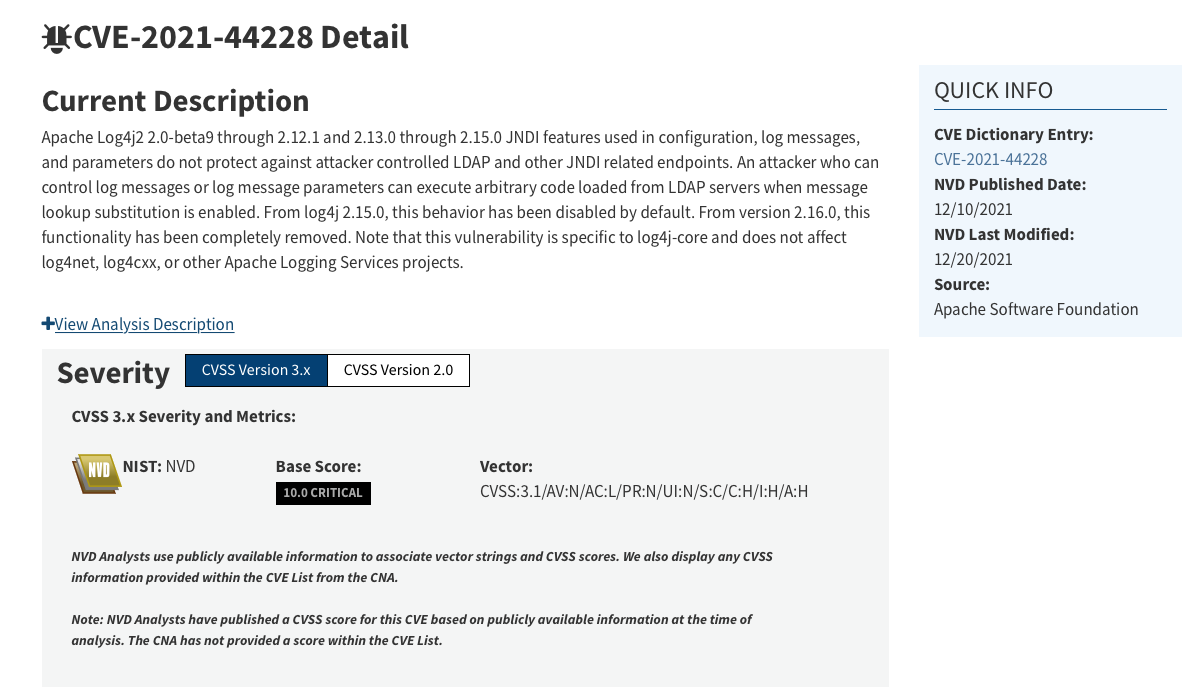 CVE-2021-44228 Detail
Current Description
Apache Log4j2 2.0-beta9 through 2.12.1 and 2.13.0 through 2.15.0 JNDI features used in configuration, log messages,
and parameters do not protect against attacker controlled LDAP and other JNDI related endpoints. An attacker who can
control log messages or log message parameters can execute arbitrary code loaded from LDAP servers when message
lookup substitution is enabled. From log4j 2.15.0, this behavior has been disabled by default. From version 2.16.0, this
functionality has been completely removed. Note that this vulnerability is specific to log4j-core and does not affect
log4net, log4cxx, or other Apache Logging Services projects.
View Analysis Description
Severity CVSS Version 3.x CVSS Version 2.0
CVSS 3.x Severity and Metrics:
NVD NIST: NVD
Base Score:
10.0 CRITICAL
Vector:
CVSS:3.1/AV:N/AC:L/PR:N/UI:N/S:C/C:H/I:H/A:H
NVD Analysts use publicly available information to associate vector strings and CVSS scores. We also display any CVSS
information provided within the CVE List from the CNA.
Note: NVD Analysts have published a CVSS score for this CVE based on publicly available information at the time of
analysis. The CNA has not provided a score within the CVE List.
QUICK INFO
CVE Dictionary Entry:
CVE-2021-44228
NVD Published Date:
12/10/2021
NVD Last Modified:
12/20/2021
Source:
Apache Software Foundation